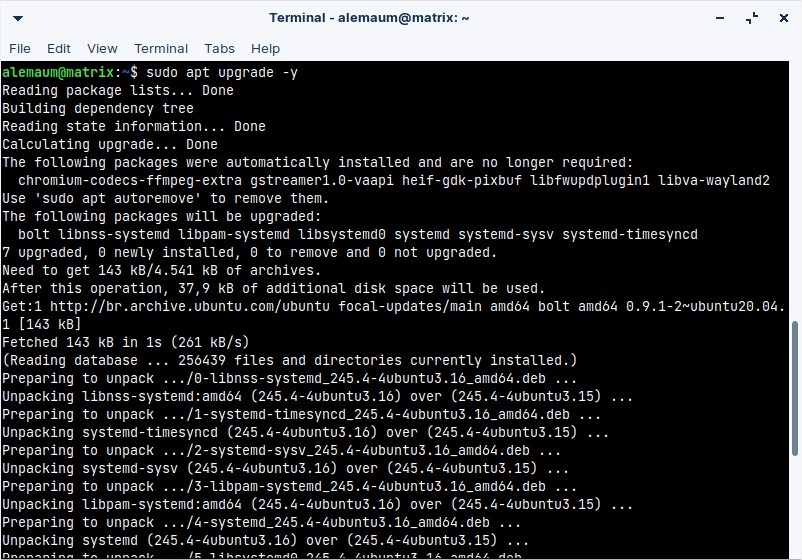 Terminal - alemaum@matrix: ~
File Edit View Terminal Tabs Help
alemaum@matrix:~$ sudo apt upgrade -y
Reading package lists... Done
Building dependency tree
Reading state information... Done
Calculating upgrade... Done
The following packages were automatically installed and are no longer required:
  chromium-codecs-ffmpeg-extra gstreamer1.0-vaapi heif-gdk-pixbuf libfwupdplugin1 libva-wayland2
Use 'sudo apt autoremove' to remove them.
The following packages will be upgraded:
  bolt libnss-systemd libpam-systemd libsystemd0 systemd systemd-sysv systemd-timesyncd
7 upgraded, 0 newly installed, 0 to remove and 0 not upgraded.
Need to get 143 kB/4.541 kB of archives.
After this operation, 37,9 kB of additional disk space will be used.
Get:1 http://br.archive.ubuntu.com/ubuntu focal-updates/main amd64 bolt amd64 0.9.1-2~ubuntu20.04.
1 [143 kB]
Fetched 143 kB in 1s (261 kB/s)
(Reading database ... 256439 files and directories currently installed.)
Preparing to unpack .../0-libnss-systemd_245.4-4ubuntu3.16_amd64.deb ...
Unpacking libnss-systemd:amd64 (245.4-4ubuntu3.16) over (245.4-4ubuntu3.15) ...
Preparing to unpack .../1-systemd-timesyncd_245.4-4ubuntu3.16_amd64.deb ...
Unpacking systemd-timesyncd (245.4-4ubuntu3.16) over (245.4-4ubuntu3.15) ...
Preparing to unpack .../2-systemd-sysv_245.4-4ubuntu3.16_amd64.deb ...
Unpacking systemd-sysv (245.4-4ubuntu3.16) over (245.4-4ubuntu3.15) ...
Preparing to unpack .../3-libpam-systemd_245.4-4ubuntu3.16_amd64.deb ...
Unpacking libpam-systemd:amd64 (245.4-4ubuntu3.16) over (245.4-4ubuntu3.15) ...
Preparing to unpack .../4-systemd_245.4-4ubuntu3.16_amd64.deb ...
Unpacking systemd (245.4-4ubuntu3.16) over (245.4-4ubuntu3.15) ...
Preparing to unpack .../5-libsystemd0_245.4-4ubuntu3.16_amd64.deb ...